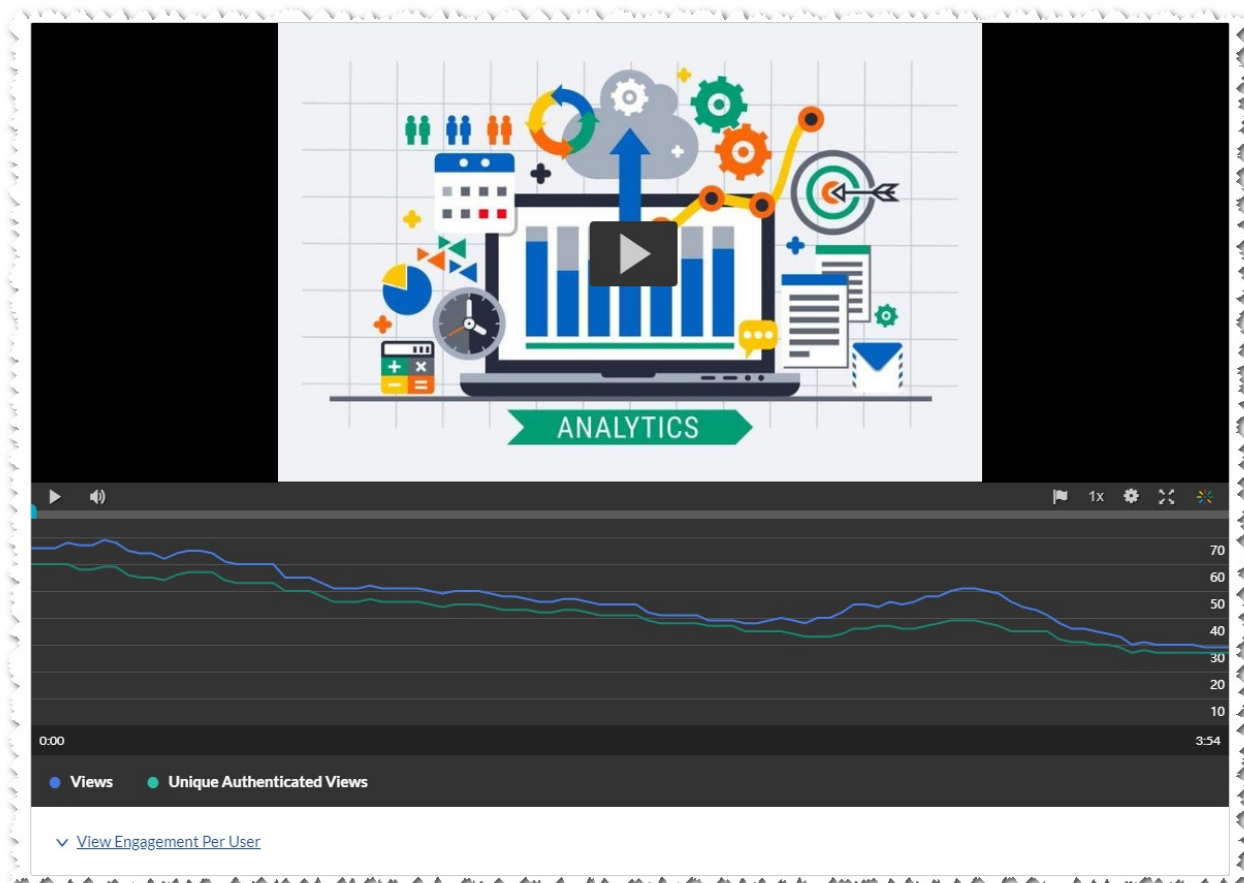 ANALYTICS
1x
70
60
50
40
30
20
10
0:00
3:54
Views
Unique Authenticated Views
View Engagement Per User